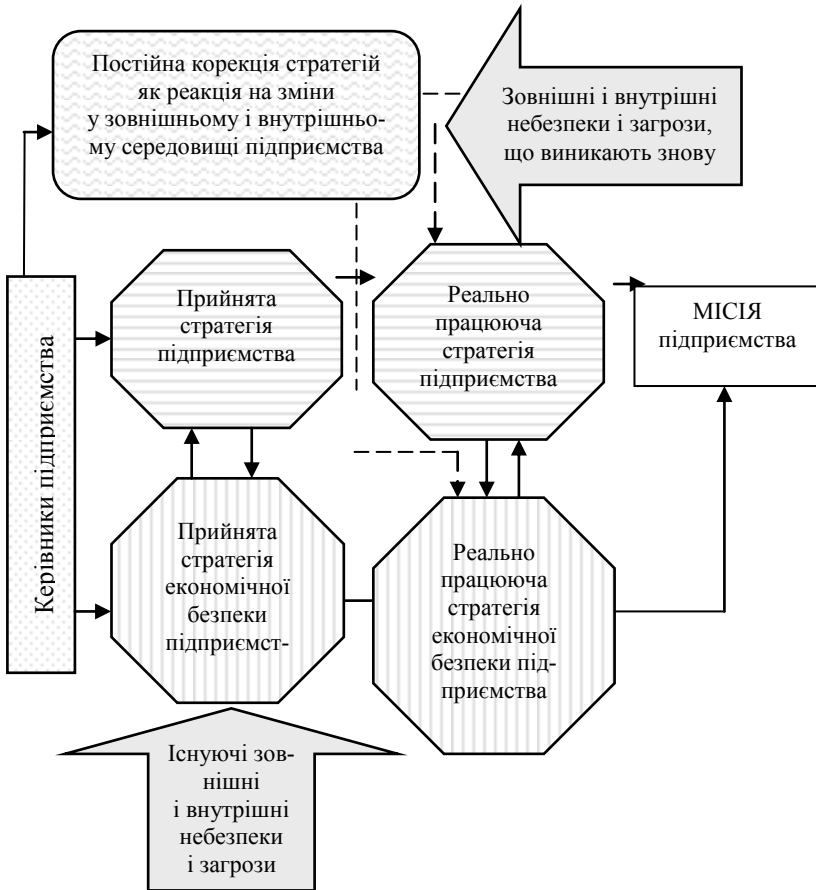 Постійна корекція стратегій
як реакція на зміни
у зовнішньому і внутрішньо-
му середовищі підприємства
Зовнішні і внутрішні
небезпеки і загрози,
що виникають знову
Керівники підприємства
Прийнята
стратегія
підприємства
Реально
працююча
стратегія
підприємства
МІСІЯ
підприємства
Прийнята
стратегія
економічної
безпеки
підприємст-
Реально
працююча
стратегія
економічної
безпеки під-
приємства
Існуючі зов-
нішні
і внутрішні
небезпеки
і загрози